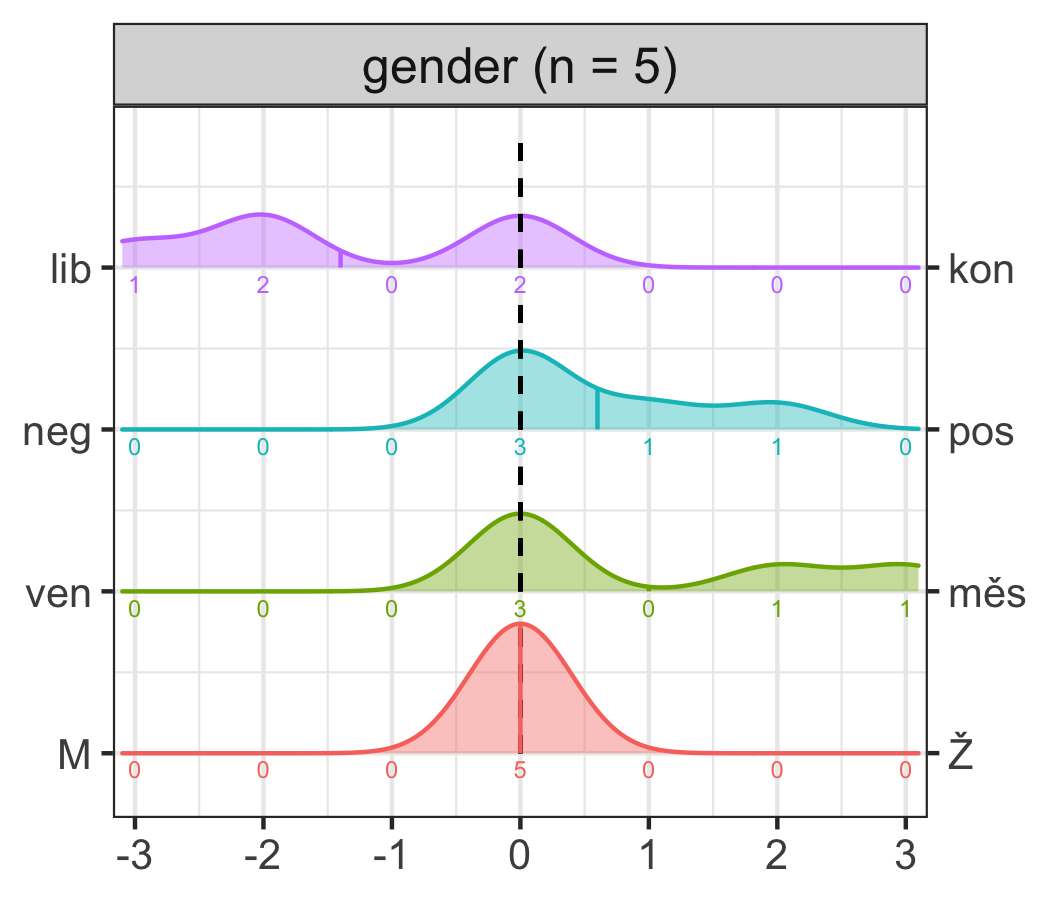 gender (n = 5)
lib kon
1 2 0 2 0 0 0
neg pos
0 0 0 3 1 1 0
ven měs
0 0 0 3 0 1 1
M Ž
0 0 0 5 0 0 0
-3 -2 -1 0 1 2 3